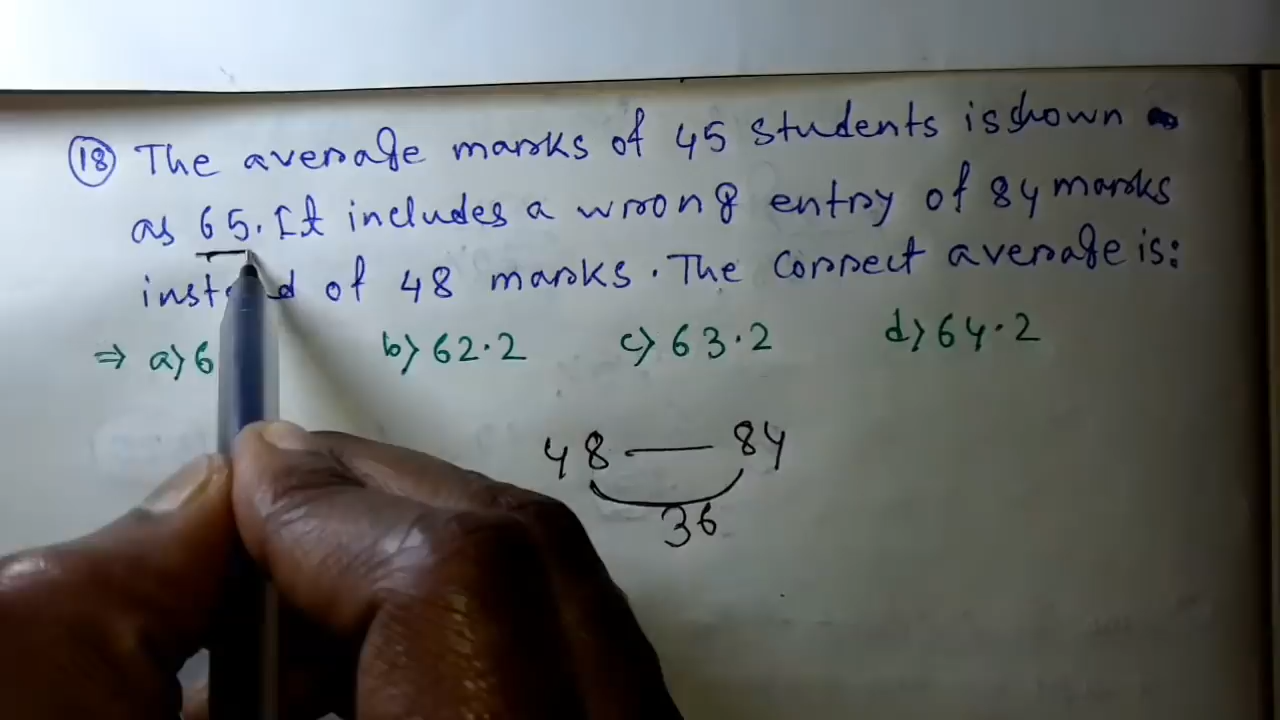 18 The average marks of 45 students is shown
as 65. It includes a wrong entry of 84 marks
of 48 marks. The correct average is:
⇒ a) 6 b) 62.2 c) 63.2 d) 64.2
48 — 84
36